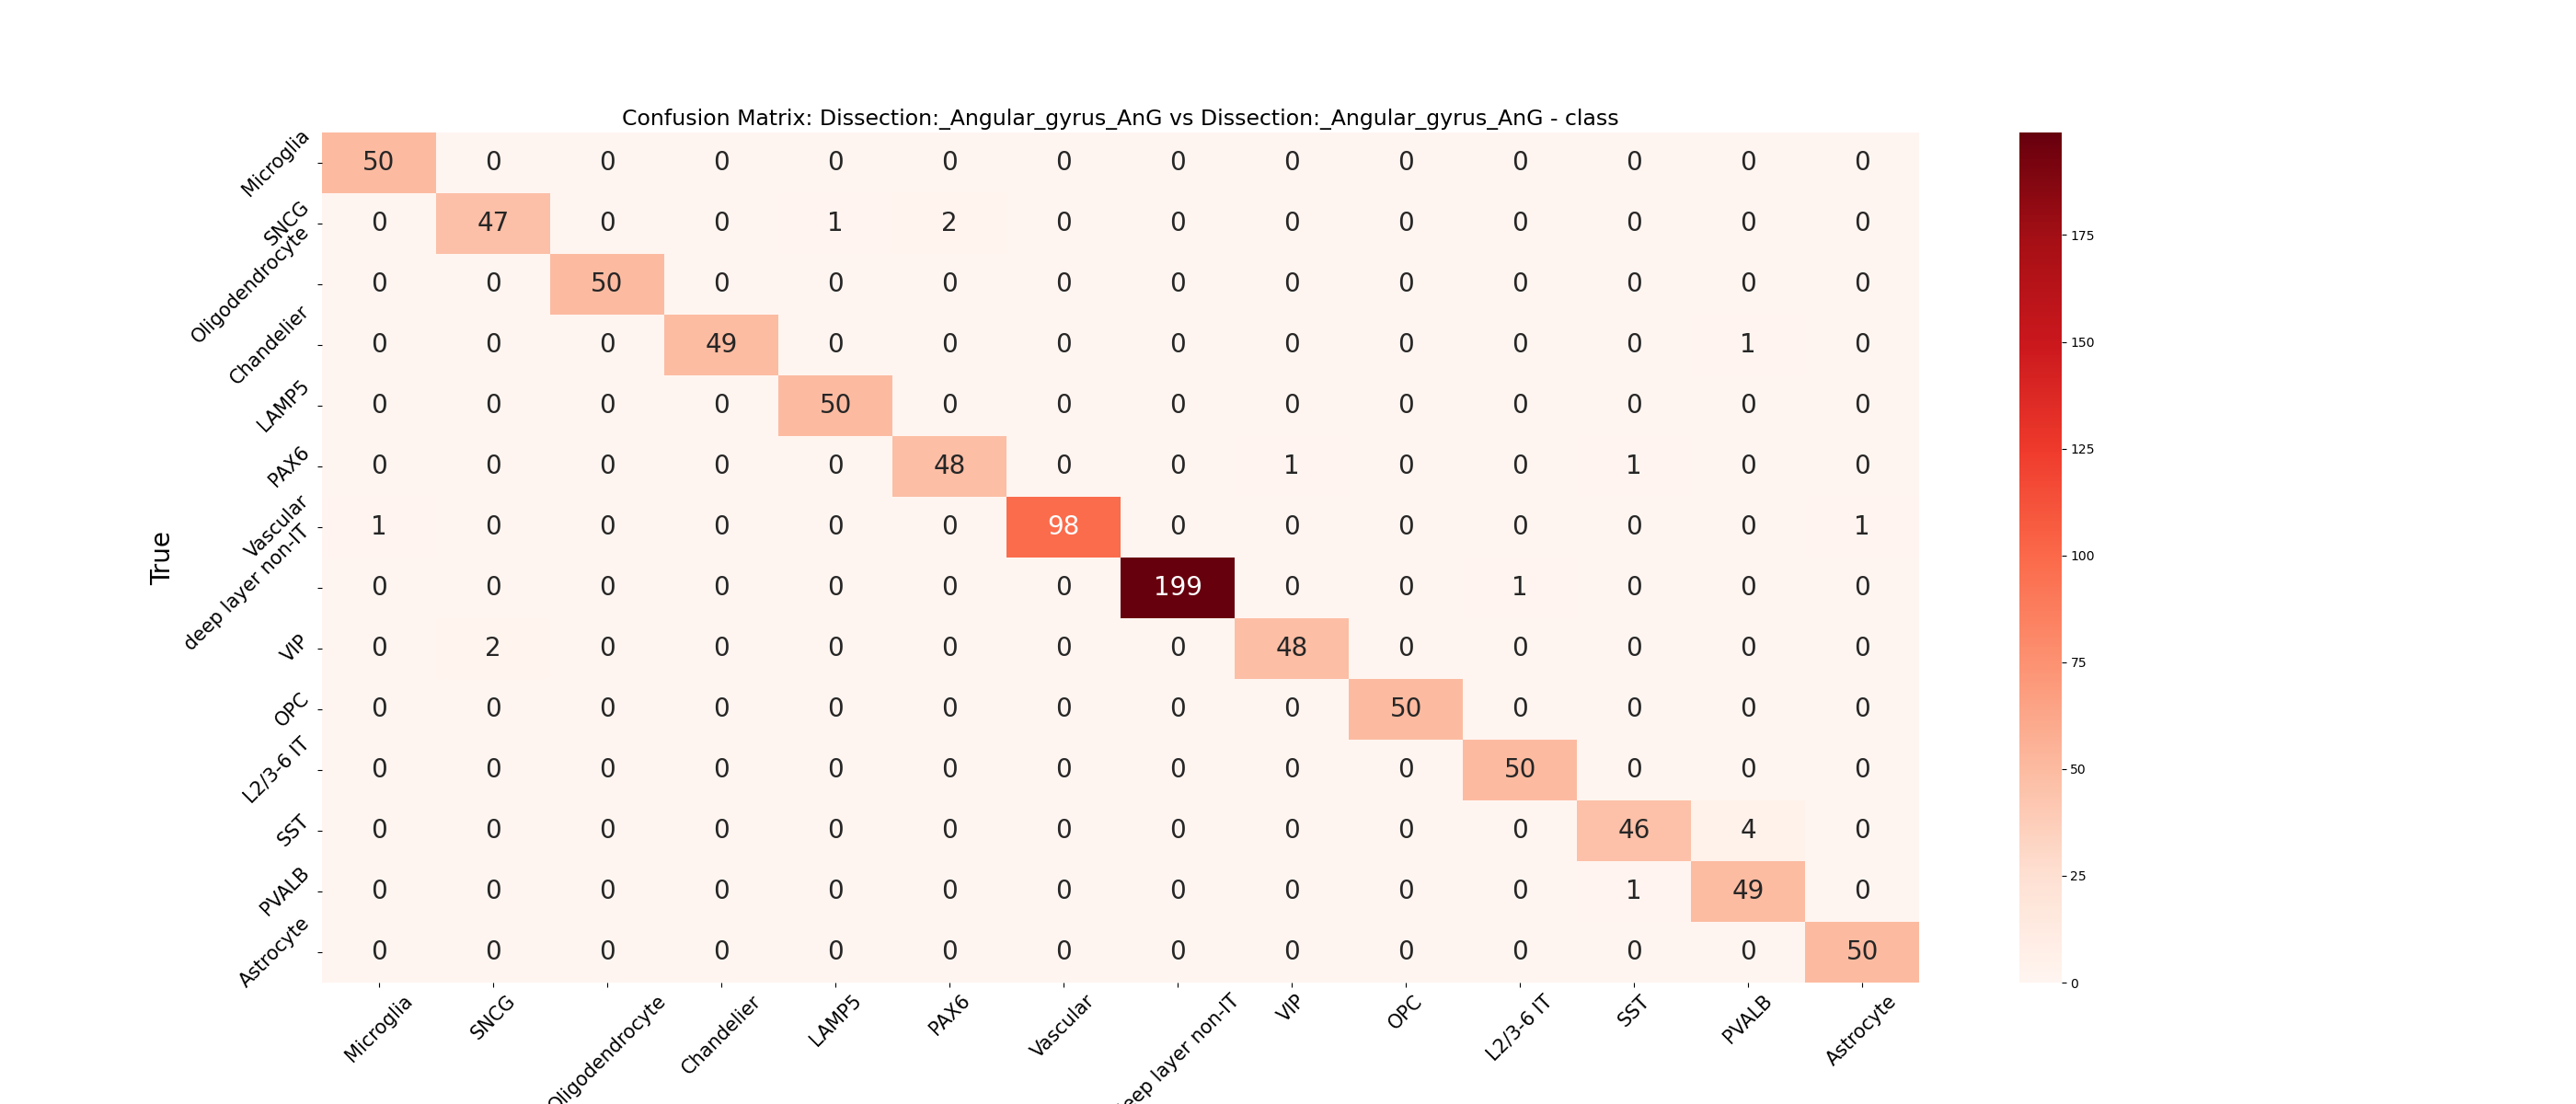 Confusion Matrix: Dissection:_Angular_gyrus_AnG vs Dissection:_Angular_gyrus_AnG - class
True
Microglia 50 0 0 0 0 0 0 0 0 0 0 0 0 0
SNCG 0 47 0 0 1 2 0 0 0 0 0 0 0 0
Oligodendrocyte 0 0 50 0 0 0 0 0 0 0 0 0 0 0
Chandelier 0 0 0 49 0 0 0 0 0 0 0 0 1 0
LAMP5 0 0 0 0 50 0 0 0 0 0 0 0 0 0
PAX6 0 0 0 0 0 48 0 0 1 0 0 1 0 0
Vascular 1 0 0 0 0 0 98 0 0 0 0 0 0 1
deep layer non-IT 0 0 0 0 0 0 0 199 0 0 1 0 0 0
VIP 0 2 0 0 0 0 0 0 48 0 0 0 0 0
OPC 0 0 0 0 0 0 0 0 0 50 0 0 0 0
L2/3-6 IT 0 0 0 0 0 0 0 0 0 0 50 0 0 0
SST 0 0 0 0 0 0 0 0 0 0 0 46 4 0
PVALB 0 0 0 0 0 0 0 0 0 0 0 1 49 0
Astrocyte 0 0 0 0 0 0 0 0 0 0 0 0 0 50
Microglia
SNCG
Oligodendrocyte
Chandelier
LAMP5
PAX6
Vascular
eep layer non-IT
VIP
OPC
L2/3-6 IT
SST
PVALB
Astrocyte
175
150
125
100
75
50
25
0